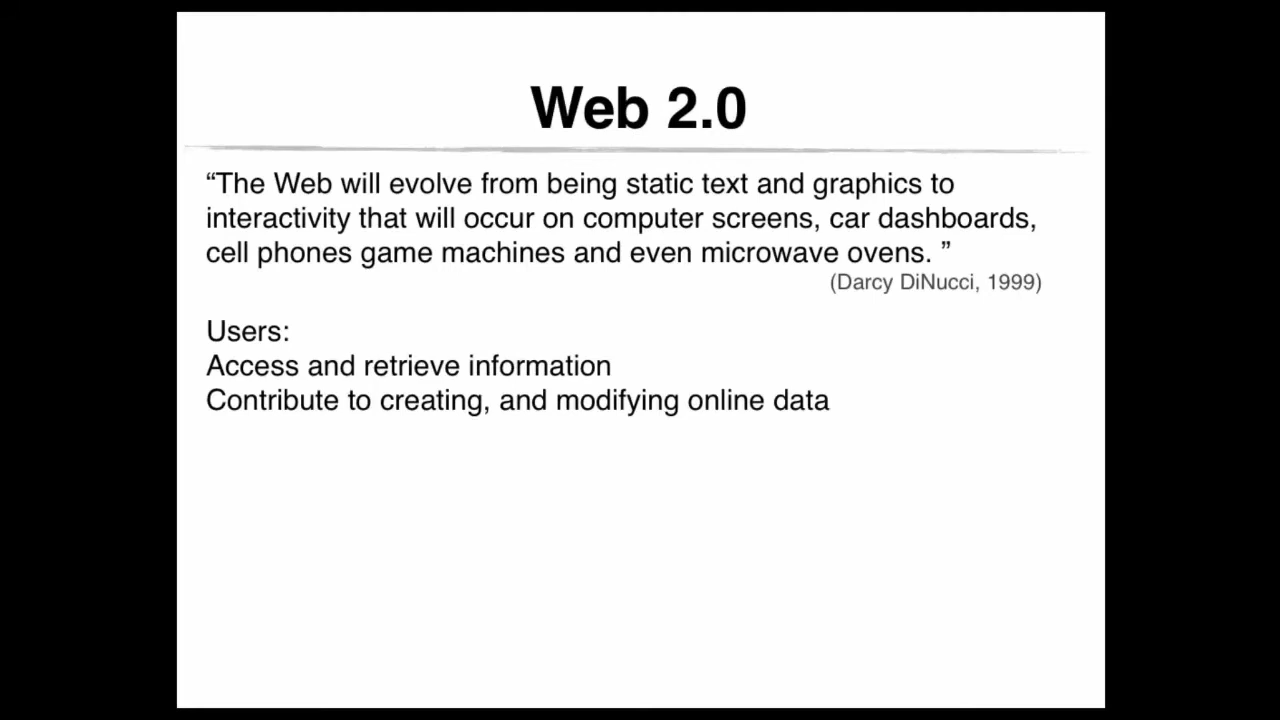 Web 2.0
“The Web will evolve from being static text and graphics to
interactivity that will occur on computer screens, car dashboards,
cell phones game machines and even microwave ovens. ”
(Darcy DiNucci, 1999)
Users:
Access and retrieve information
Contribute to creating, and modifying online data